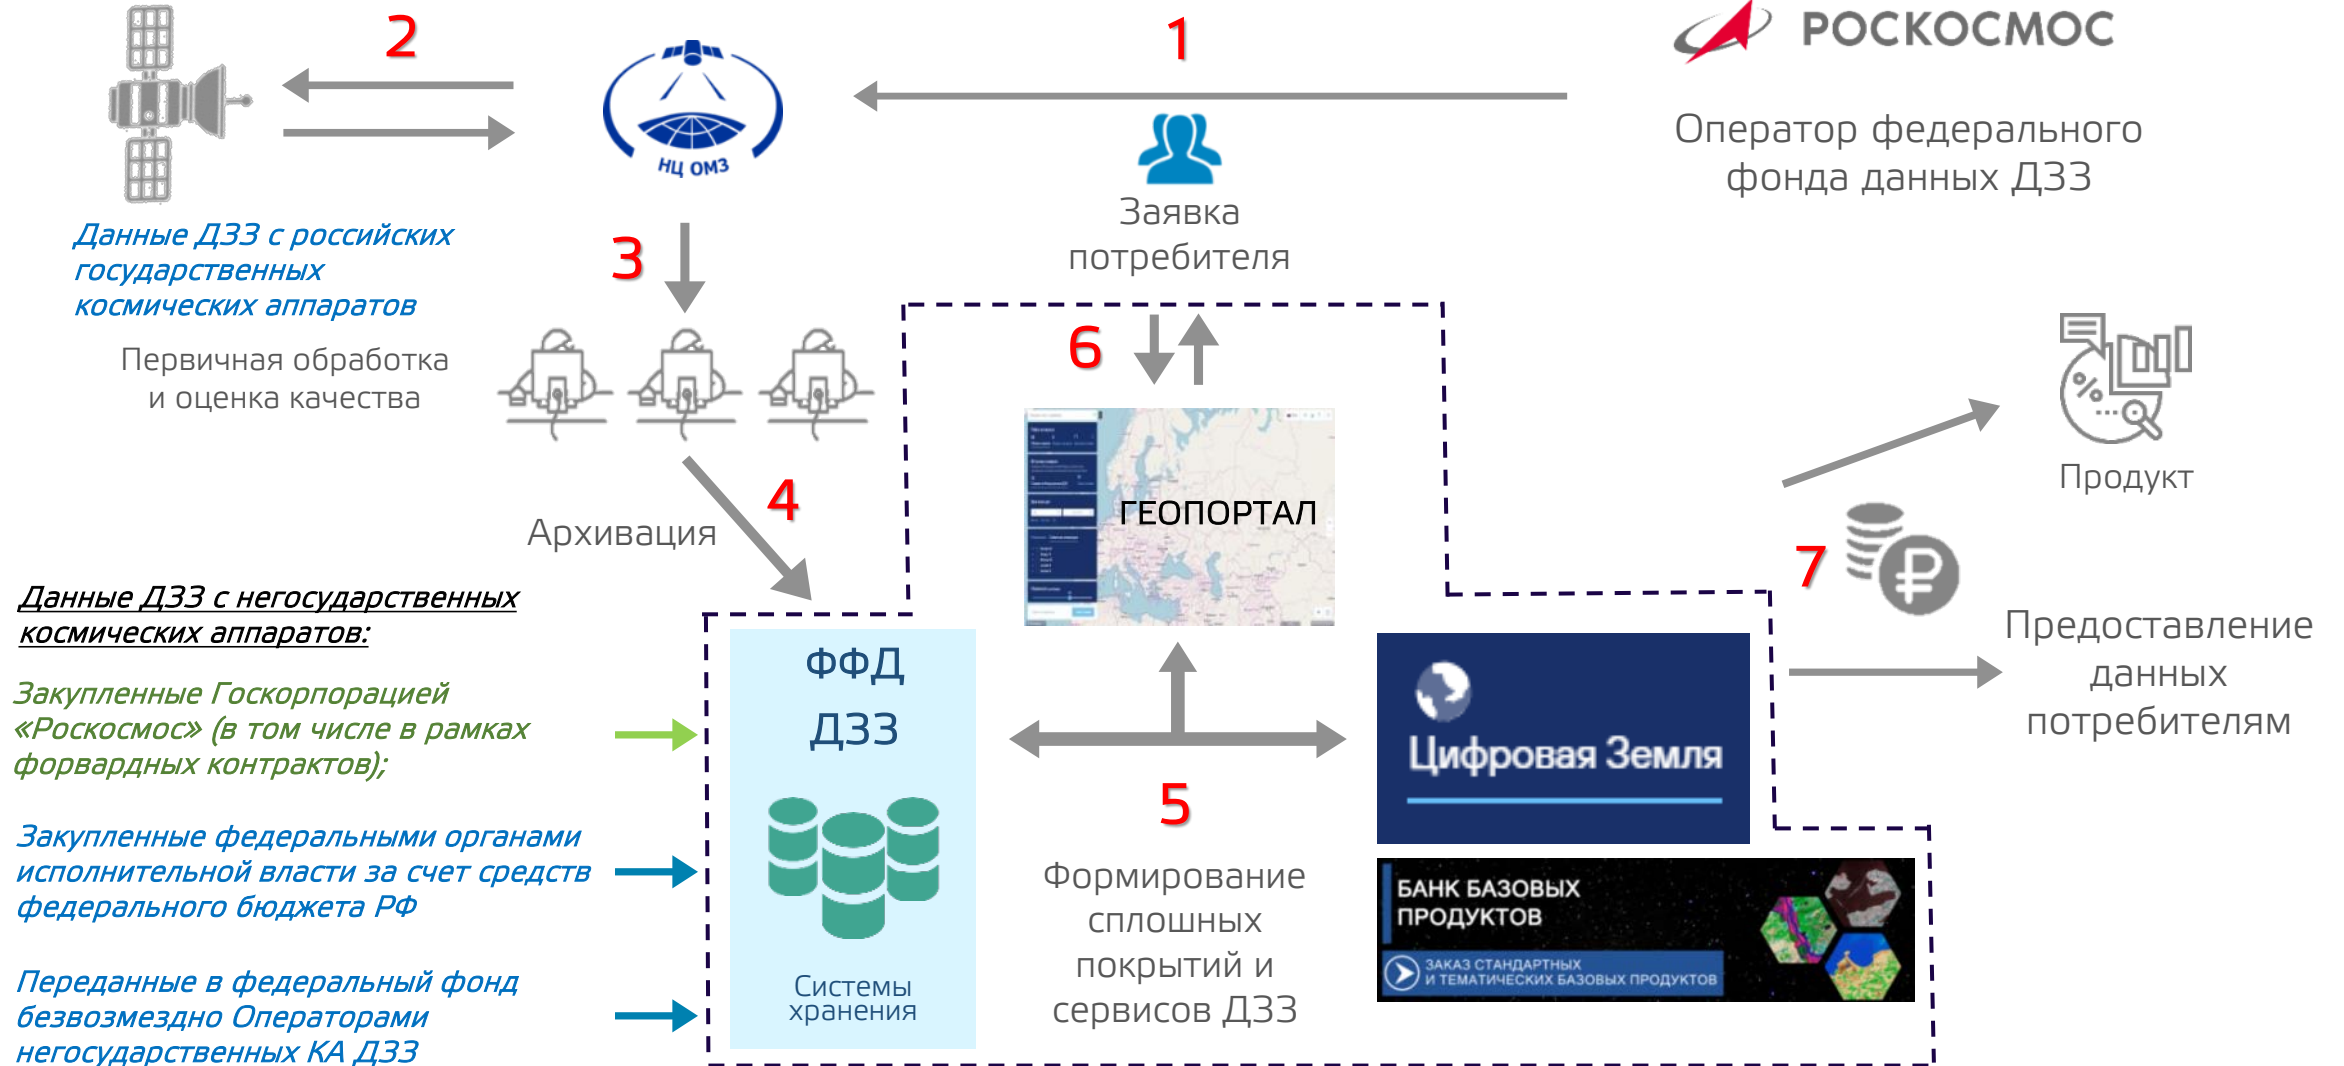 2
1
РОСКОСМОС
Оператор федерального
фонда данных ДЗЗ
НЦ ОМЗ
Заявка
потребителя
Данные ДЗЗ с российских
государственных
космических аппаратов
3
Первичная обработка
и оценка качества
6
ГЕОПОРТАЛ
Продукт
4
Архивация
7
Предоставление
данных
потребителям
Данные ДЗЗ с негосударственных
космических аппаратов:
Закупленные Госкорпорацией
«Роскосмос» (в том числе в рамках
форвардных контрактов);
Закупленные федеральными органами
исполнительной власти за счет средств
федерального бюджета РФ
Переданные в федеральный фонд
безвозмездно Операторами
негосударственных КА ДЗЗ
ФФД
ДЗЗ
Системы
хранения
5
Формирование
сплошных
покрытий и
сервисов ДЗЗ
Цифровая Земля
БАНК БАЗОВЫХ
ПРОДУКТОВ
ЗАКАЗ СТАНДАРТНЫХ
И ТЕМАТИЧЕСКИХ БАЗОВЫХ ПРОДУКТОВ